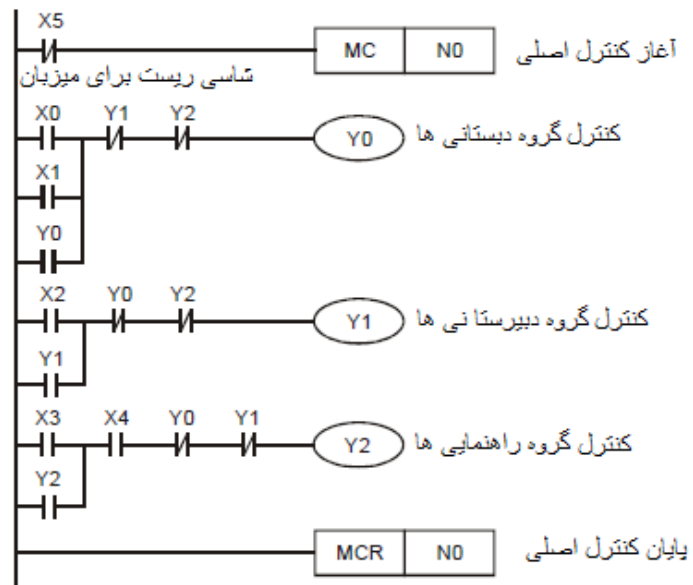 X5
MC N0 آغاز کنترل اصلی
شاسی ریست برای میزبان
X0 Y1 Y2
Y0 کنترل گروه دبستانی ها
X1
Y0
X2 Y0 Y2
Y1 کنترل گروه دبیرستا نی ها
Y1
X3 X4 Y0 Y1
Y2 کنترل گروه راهنمایی ها
Y2
MCR N0 پایان کنترل اصلی